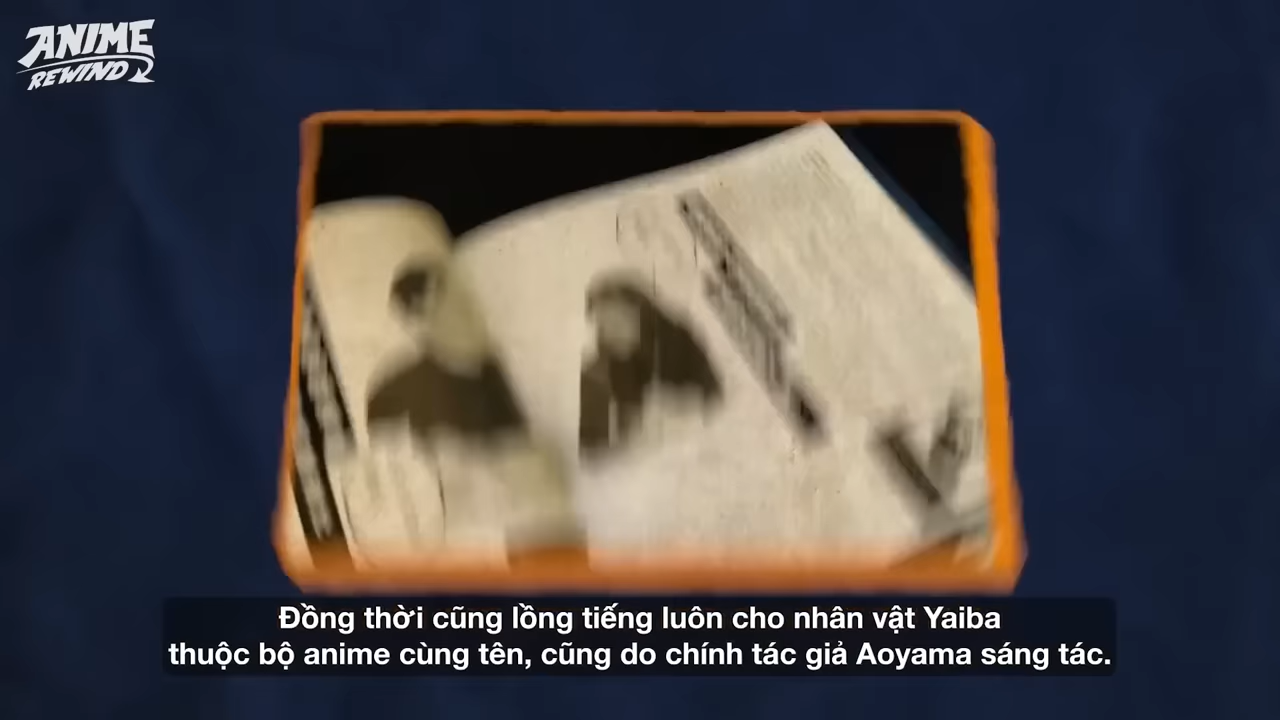 ANIME
REWIND
Đồng thời cũng lồng tiếng luôn cho nhân vật Yaiba
thuộc bộ anime cùng tên, cũng do chính tác giả Aoyama sáng tác.